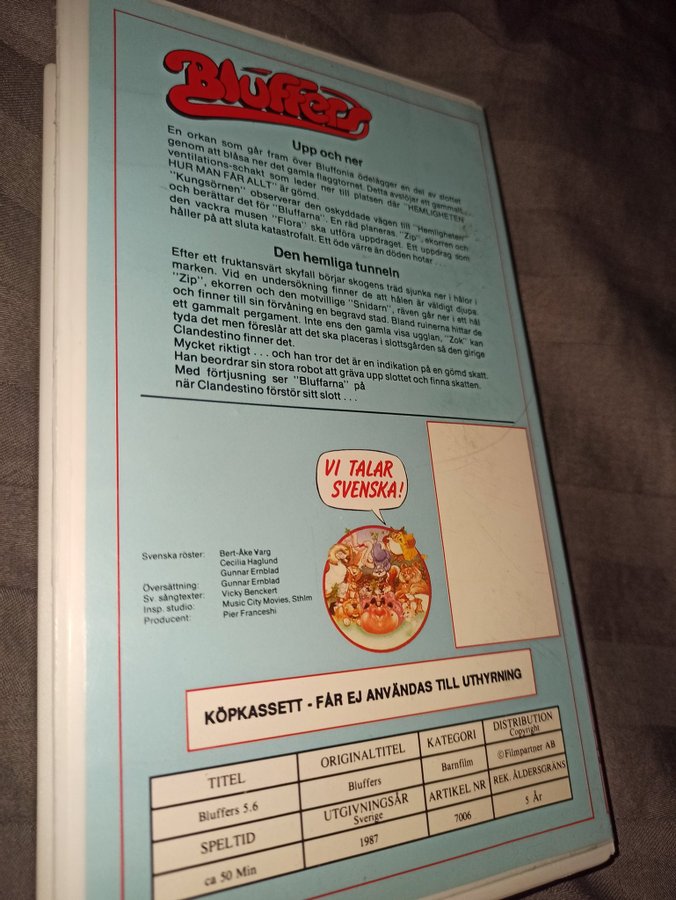 Bluffers
Upp och ner
En orkan som går fram över Bluffonia ödelägger en del av slottet
genom att blåsa ner det gamla flaggtornet. Detta avslöjar ett gammalt
ventilations-schakt som leder ner till platsen där "HEMLIGHETEN
HUR MAN FÅR ALLT" är gömd.
"Kungsörnen" observerar den oskyddade vägen till "Hemligheten"
och berättar det för "Bluffarna". En räd planeras. "Zip", ekorren och
den vackra musen "Flora" ska utföra uppdraget. Ett uppdrag som
håller på att sluta katastrofalt. Ett öde värre än döden hotar . . .
Den hemliga tunneln
Efter ett fruktansvärt skyfall börjar skogens träd sjunka ner i hålor i
marken. Vid en undersökning finner de att hålen är väldigt djupa.
"Zip", ekorren och den motvillige "Snidarn", räven går ner i ett hål
och finner till sin förvåning en begravd stad. Bland ruinerna hittar de
ett gammalt pergament. Inte ens den gamla visa ugglan, "Zok" kan
tyda det men föreslår att det ska placeras i slottsgården så den girige
Clandestino finner det.
Mycket riktigt . . . och han tror det är en indikation på en gömd skatt.
Han beordrar sin stora robot att gräva upp slottet och finna skatten.
Med förtjusning ser "Bluffarna" på
när Clandestino förstör sitt slott . . .
VI TALAR
SVENSKA!
Svenska röster: Bert-Åke Varg
Cecilia Haglund
Gunnar Ernblad
Översättning: Gunnar Ernblad
Sv. sångtexter: Vicky Benckert
Insp. studio: Music City Movies, Sthlm
Producent: Pier Franceshi
KÖPKASSETT - FÅR EJ ANVÄNDAS TILL UTHYRNING
TITEL ORIGINALTITEL KATEGORI DISTRIBUTION
Copyright
Bluffers 5.6 Bluffers Barnfilm ©Filmpartner AB
SPELTID UTGIVNINGSÅR ARTIKEL NR REK. ÅLDERSGRÄNS
Sverige
ca 50 Min 1987 7006 5 År